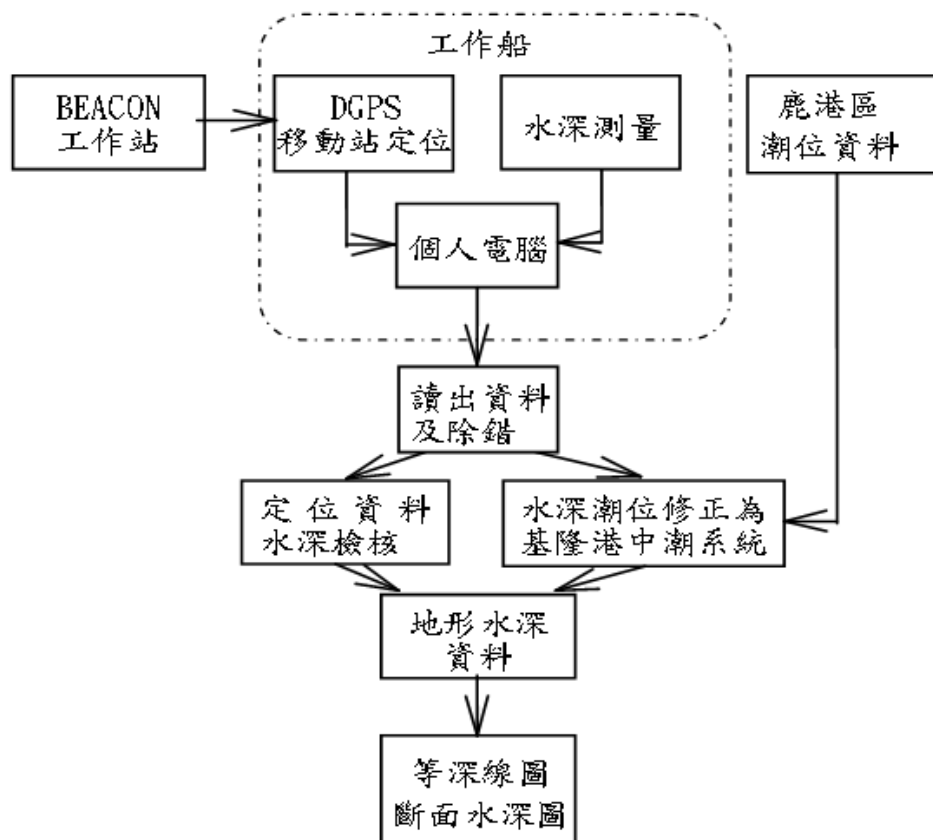 工作船
BEACON
工作站
DGPS
移動站定位
水深測量
鹿港區
潮位資料
個人電腦
讀出資料
及除錯
定位資料
水深檢核
水深潮位修正為
基隆港中潮系統
地形水深
資料
等深線圖
斷面水深圖